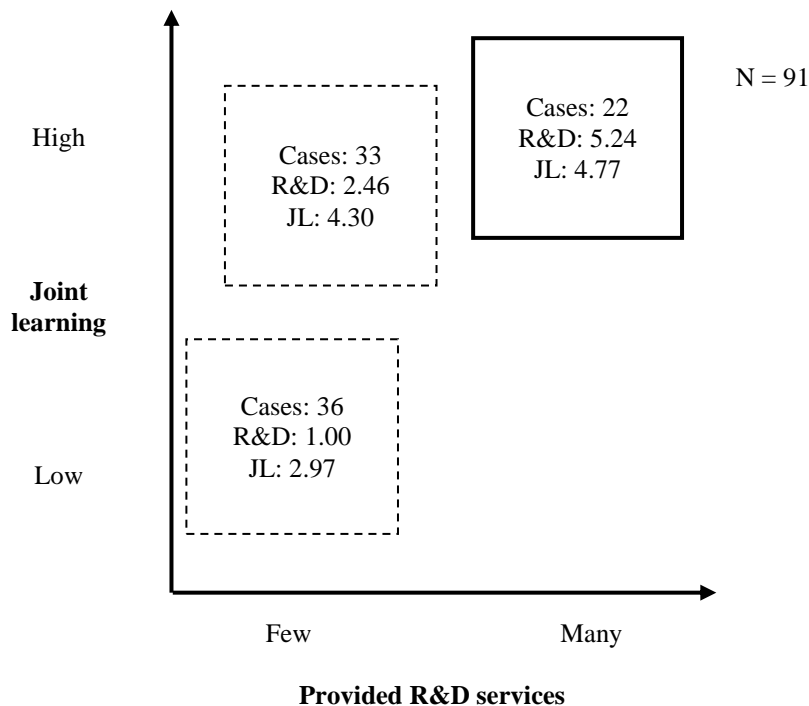 N = 91
High
Cases: 33
R&D: 2.46
JL: 4.30
Cases: 22
R&D: 5.24
JL: 4.77
Joint
learning
Cases: 36
R&D: 1.00
JL: 2.97
Low
Few
Many
Provided R&D services